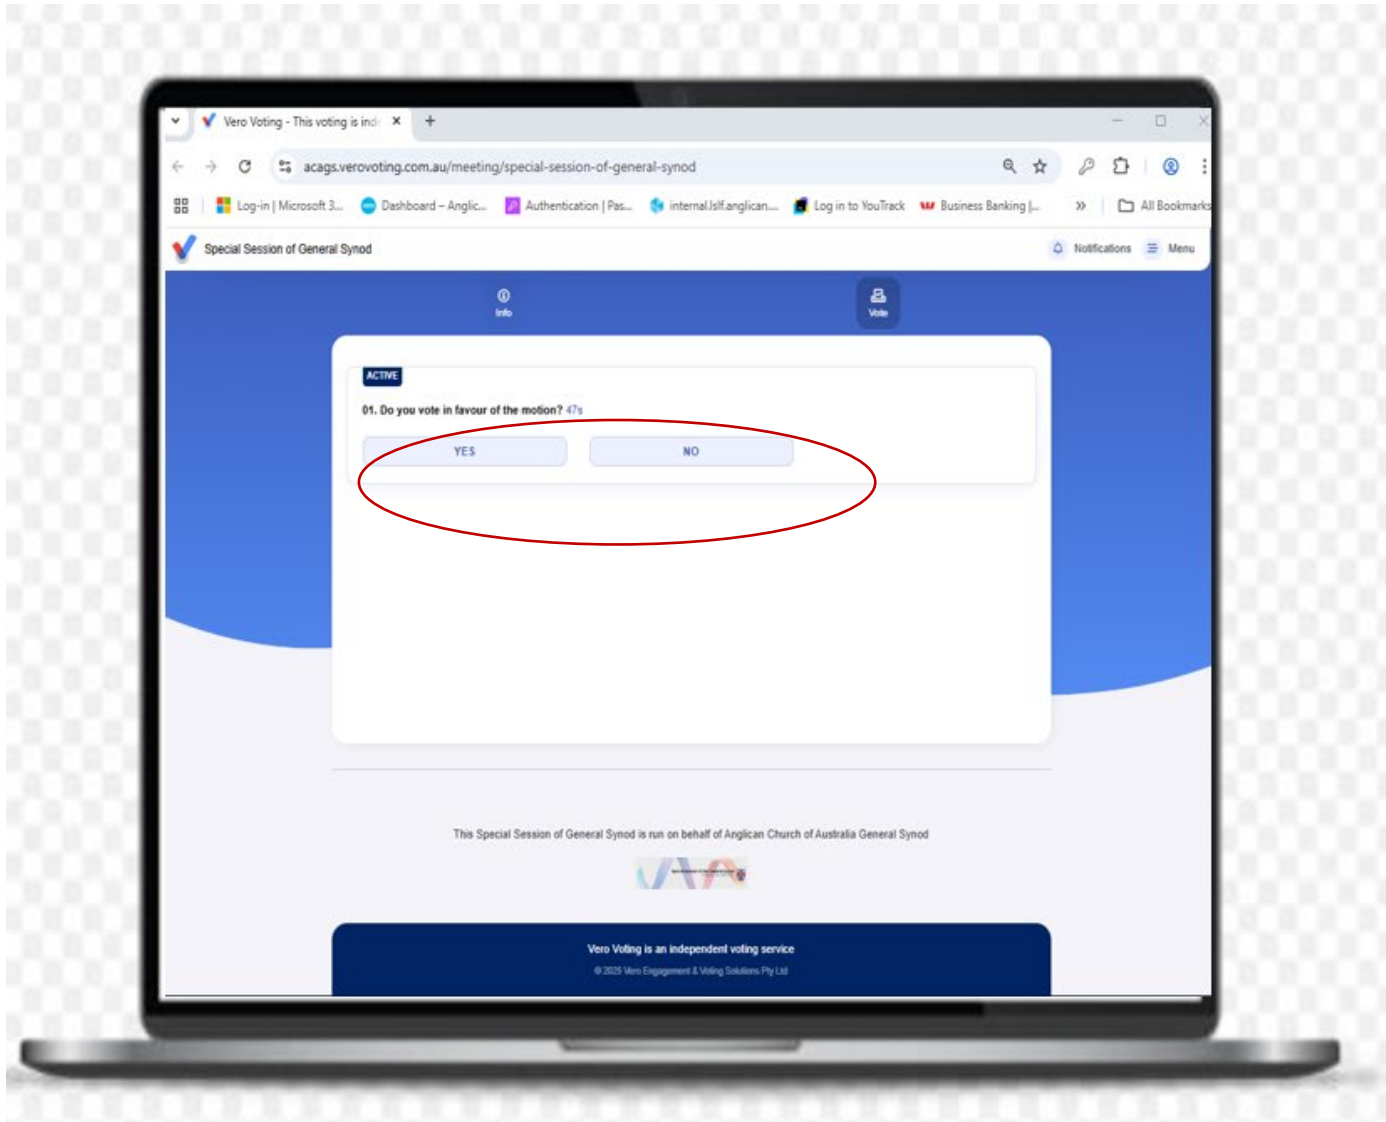 Vero Voting - This voting is ind
acags.verovoting.com.au/meeting/special-session-of-general-synod
Log-in | Microsoft 3...
Dashboard – Anglic...
Authentication | Pas...
internal.lslf.anglican....
Log in to YouTrack
Business Banking |...
»
All Bookmarks
Special Session of General Synod
Notifications
Menu
Info
Vote
ACTIVE
01. Do you vote in favour of the motion? 47s
YES
NO
This Special Session of General Synod is run on behalf of Anglican Church of Australia General Synod
Vero Voting is an independent voting service
© 2025 Vero Engagement & Voting Solutions Pty Ltd